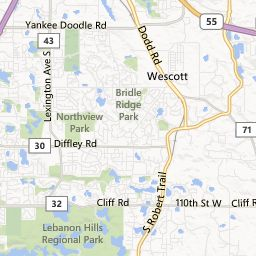 Yankee Doodle Rd
55
43
Dodd Rd
Lexington Ave S
Wescott
Bridle
Ridge
Park
Northview
Park
71
30
Diffley Rd
S Robert Trail
32
Cliff Rd
110th St W
Cliff R
Lebanon Hills
Regional Park